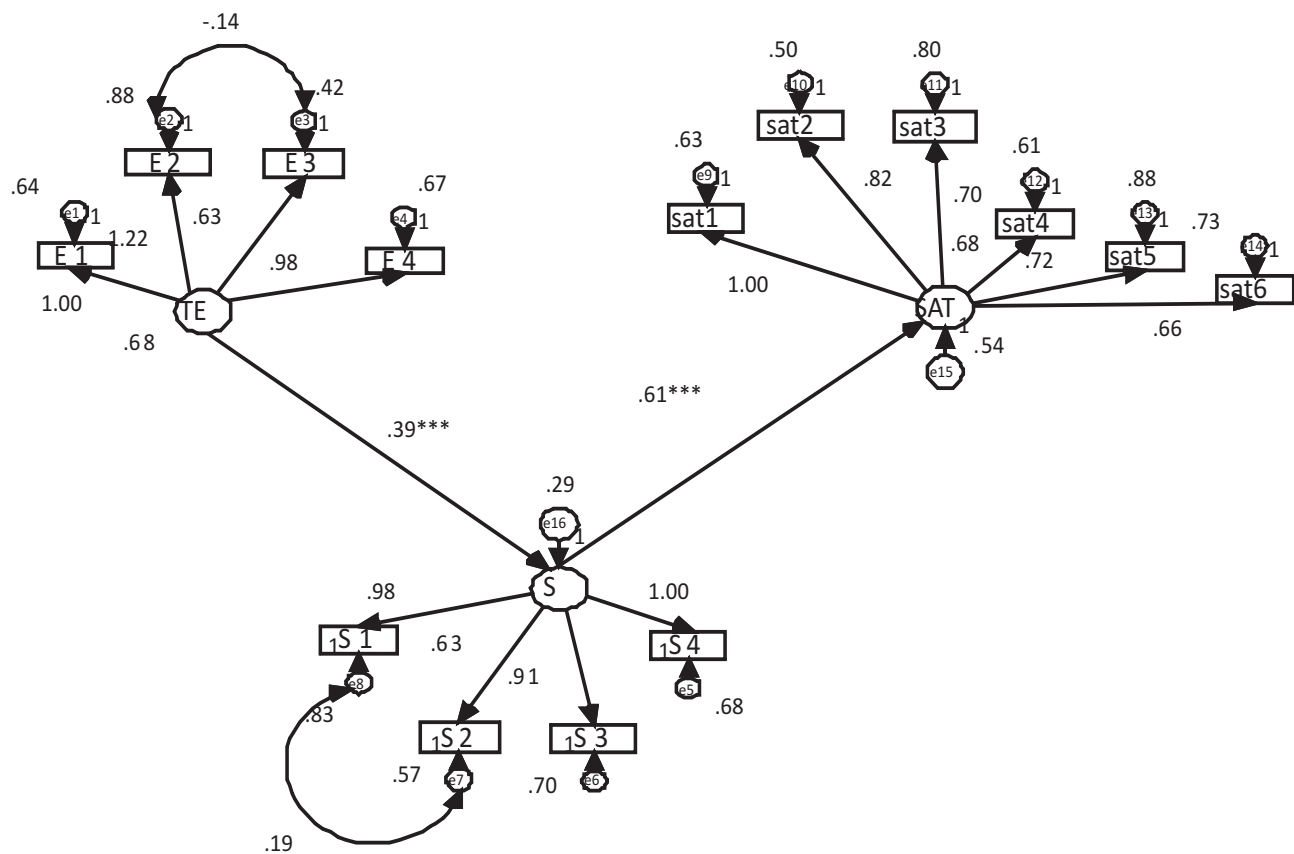 -.14
.50
.80
.88
.42
e10 1
e11 1
e2 1
e3 1
sat2
sat3
.63
.61
E 2
E 3
.64
.67
e9 1
e12 1
.88
.82
.70
e1 1
.63
e4 1
sat1
sat4
e13 1
.73
1.22
E 1
E 4
.68
.72
sat5
e14 1
.98
1.00
1.00
sat6
TE
SAT
1
.66
.68
.54
e15
.61***
.39***
.29
e16 1
S
.98
1.00
1S 1
.63
1S 4
e8
.91
e5
.83
.68
1S 2
1S 3
.57
e7
.70
e6
.19